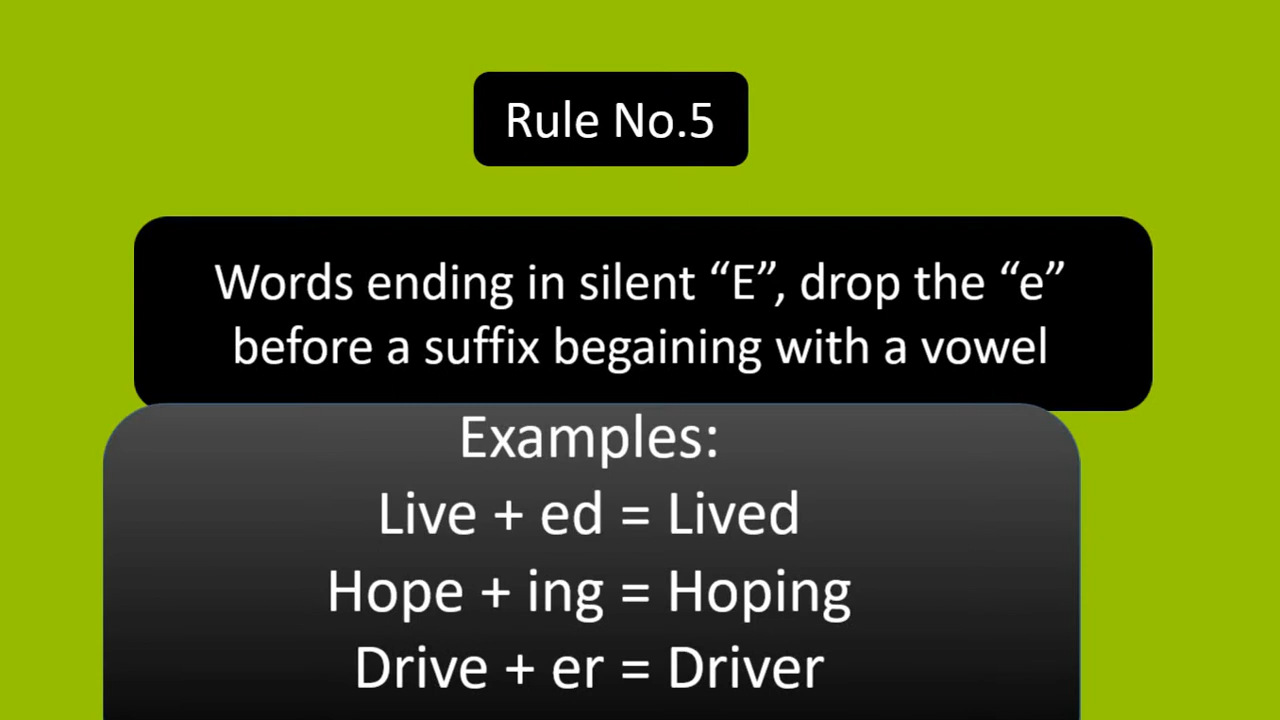 Rule No.5
Words ending in silent “E”, drop the “e”
before a suffix begaining with a vowel
Examples:
Live + ed = Lived
Hope + ing = Hoping
Drive + er = Driver